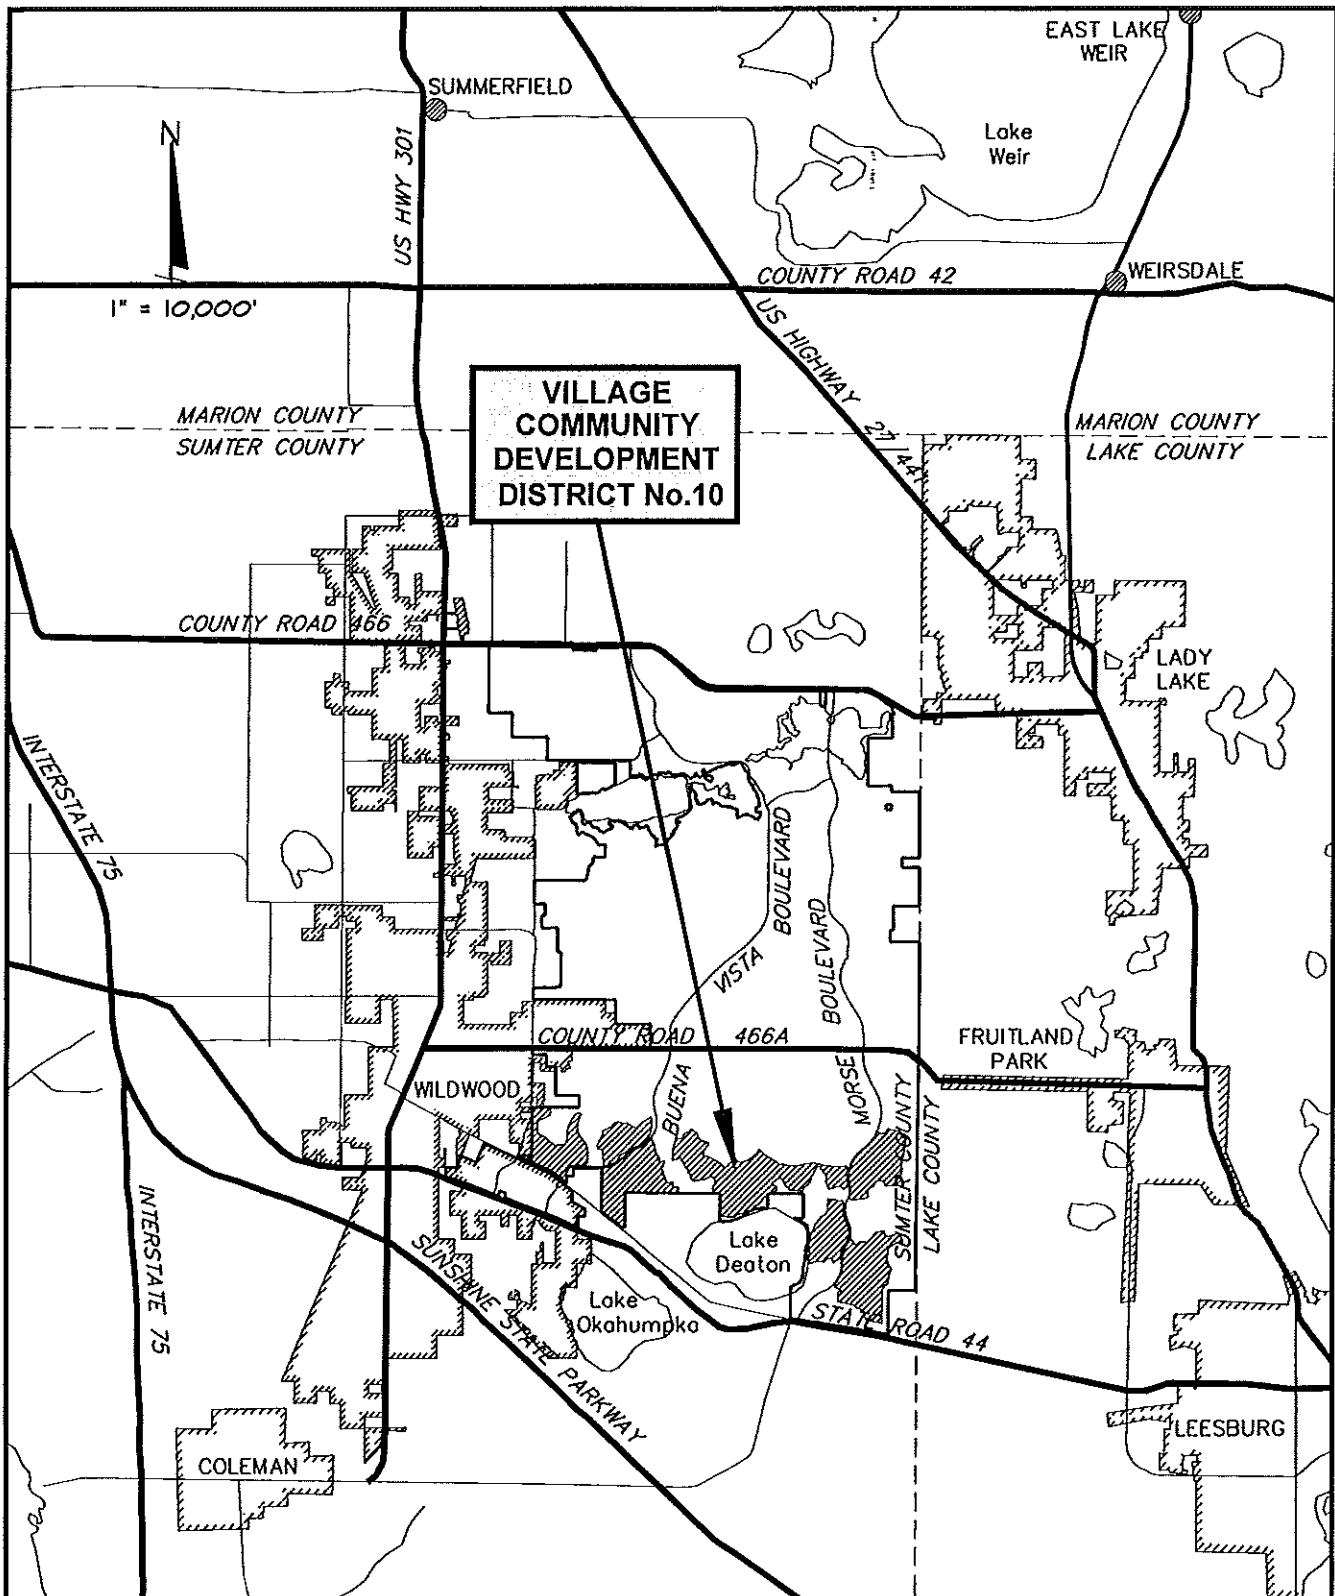 EAST LAKE
WEIR
SUMMERFIELD
N
Lake
Weir
US HWY 301
WEIRSDALE
COUNTY ROAD 42
1" = 10,000'
US HIGHWAY 27/441
VILLAGE
COMMUNITY
DEVELOPMENT
DISTRICT No.10
MARION COUNTY
SUMTER COUNTY
MARION COUNTY
LAKE COUNTY
COUNTY ROAD 466
LADY
LAKE
INTERSTATE 75
BUENA VISTA BOULEVARD
MORSE BOULEVARD
COUNTY ROAD 466A
FRUITLAND
PARK
WILDWOOD
SUMTER COUNTY
LAKE COUNTY
INTERSTATE 75
SUNSHINE STATE PARKWAY
Lake
Deaton
Lake
Okahumpka
STATE ROAD 44
LEESBURG
COLEMAN